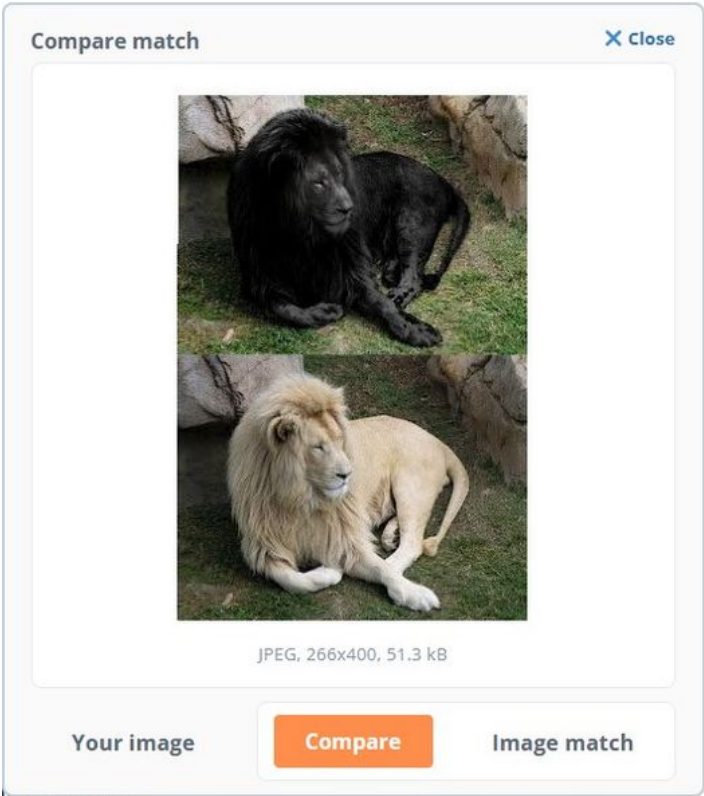 Compare match
X Close
JPEG, 266x400, 51.3 kB
Your image
Compare
Image match